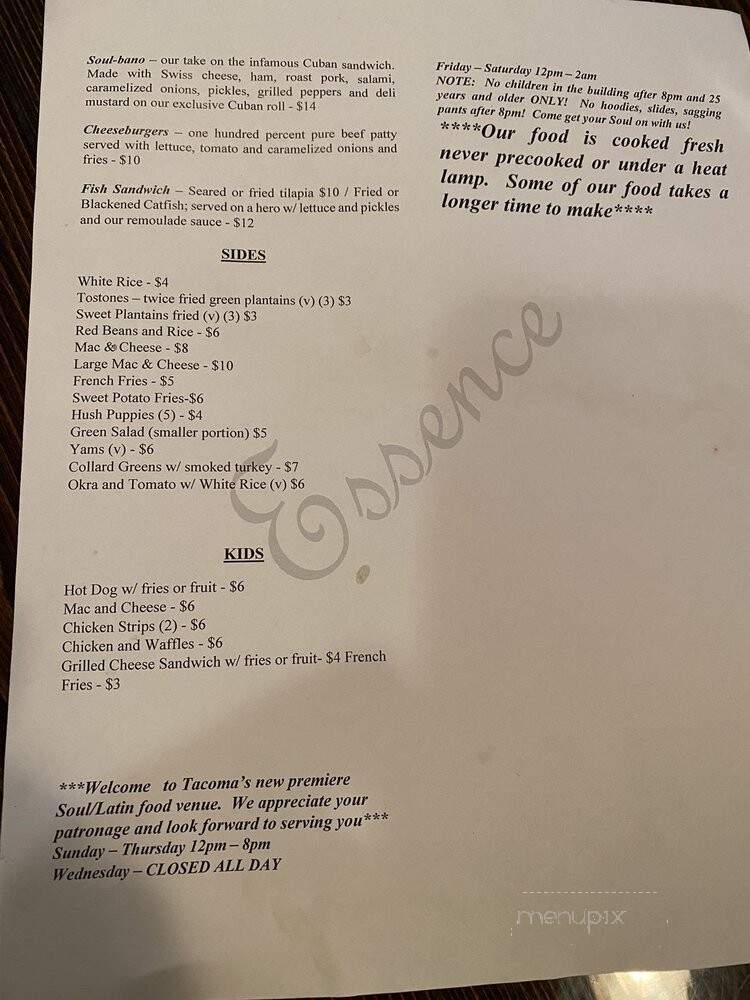 Soul-bano – our take on the infamous Cuban sandwich.
Made with Swiss cheese, ham, roast pork, salami,
caramelized onions, pickles, grilled peppers and deli
mustard on our exclusive Cuban roll - $14
Cheeseburgers – one hundred percent pure beef patty
served with lettuce, tomato and caramelized onions and
fries - $10
Fish Sandwich – Seared or fried tilapia $10 / Fried or
Blackened Catfish; served on a hero w/ lettuce and pickles
and our remoulade sauce - $12
SIDES
White Rice - $4
Tostones – twice fried green plantains (v) (3) $3
Sweet Plantains fried (v) (3) $3
Red Beans and Rice - $6
Mac & Cheese - $8
Large Mac & Cheese - $10
French Fries - $5
Sweet Potato Fries-$6
Hush Puppies (5) - $4
Green Salad (smaller portion) $5
Yams (v) - $6
Collard Greens w/ smoked turkey - $7
Okra and Tomato w/ White Rice (v) $6
KIDS
Hot Dog w/ fries or fruit - $6
Mac and Cheese - $6
Chicken Strips (2) - $6
Chicken and Waffles - $6
Grilled Cheese Sandwich w/ fries or fruit- $4 French
Fries - $3
***Welcome to Tacoma's new premiere
Soul/Latin food venue. We appreciate your
patronage and look forward to serving you***
Sunday – Thursday 12pm – 8pm
Wednesday – CLOSED ALL DAY
Friday – Saturday 12pm – 2am
NOTE: No children in the building after 8pm and 25
years and older ONLY! No hoodies, slides, sagging
pants after 8pm! Come get your Soul on with us!
****Our food is cooked fresh
never precooked or under a heat
lamp. Some of our food takes a
longer time to make****
Essence
menupix